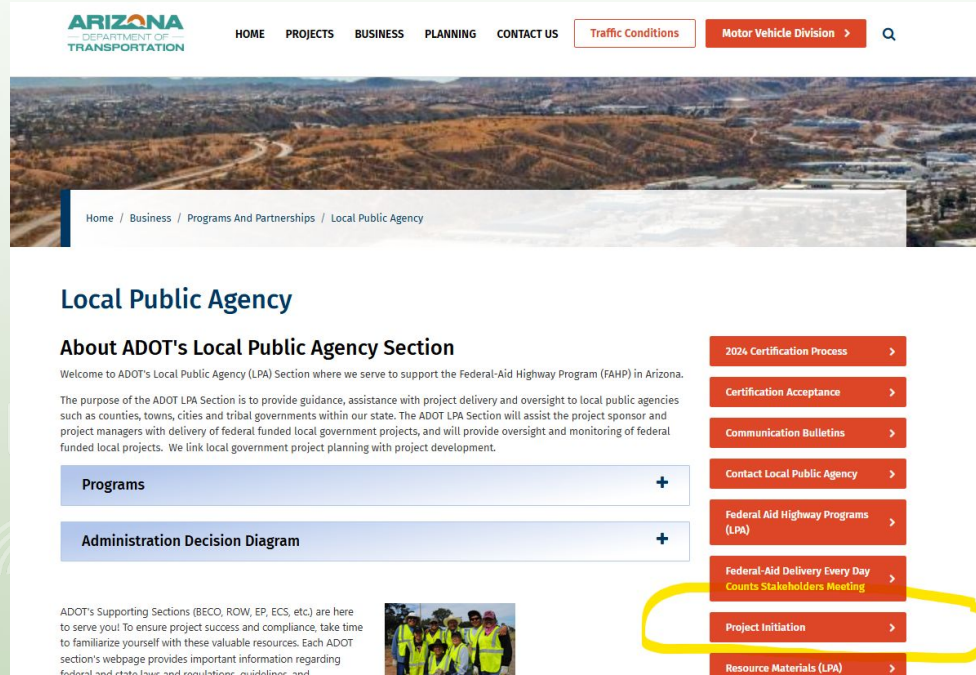 ARIZONA
DEPARTMENT OF
TRANSPORTATION
HOME PROJECTS BUSINESS PLANNING CONTACT US Traffic Conditions Motor Vehicle Division >
Home / Business / Programs And Partnerships / Local Public Agency
Local Public Agency
About ADOT's Local Public Agency Section
Welcome to ADOT's Local Public Agency (LPA) Section where we serve to support the Federal-Aid Highway Program (FAHP) in Arizona.
The purpose of the ADOT LPA Section is to provide guidance, assistance with project delivery and oversight to local public agencies
such as counties, towns, cities and tribal governments within our state. The ADOT LPA Section will assist the project sponsor and
project managers with delivery of federal funded local government projects, and will provide oversight and monitoring of federal
funded local projects. We link local government project planning with project development.
Programs +
Administration Decision Diagram +
ADOT's Supporting Sections (BECO, ROW, EP, ECS, etc.) are here
to serve you! To ensure project success and compliance, take time
to familiarize yourself with these valuable resources. Each ADOT
section's webpage provides important information regarding
federal and state laws and regulations, guidelines, and
2024 Certification Process >
Certification Acceptance >
Communication Bulletins >
Contact Local Public Agency >
Federal Aid Highway Programs
(LPA) >
Federal-Aid Delivery Every Day
Counts Stakeholders Meeting >
Project Initiation >
Resource Materials (LPA) >